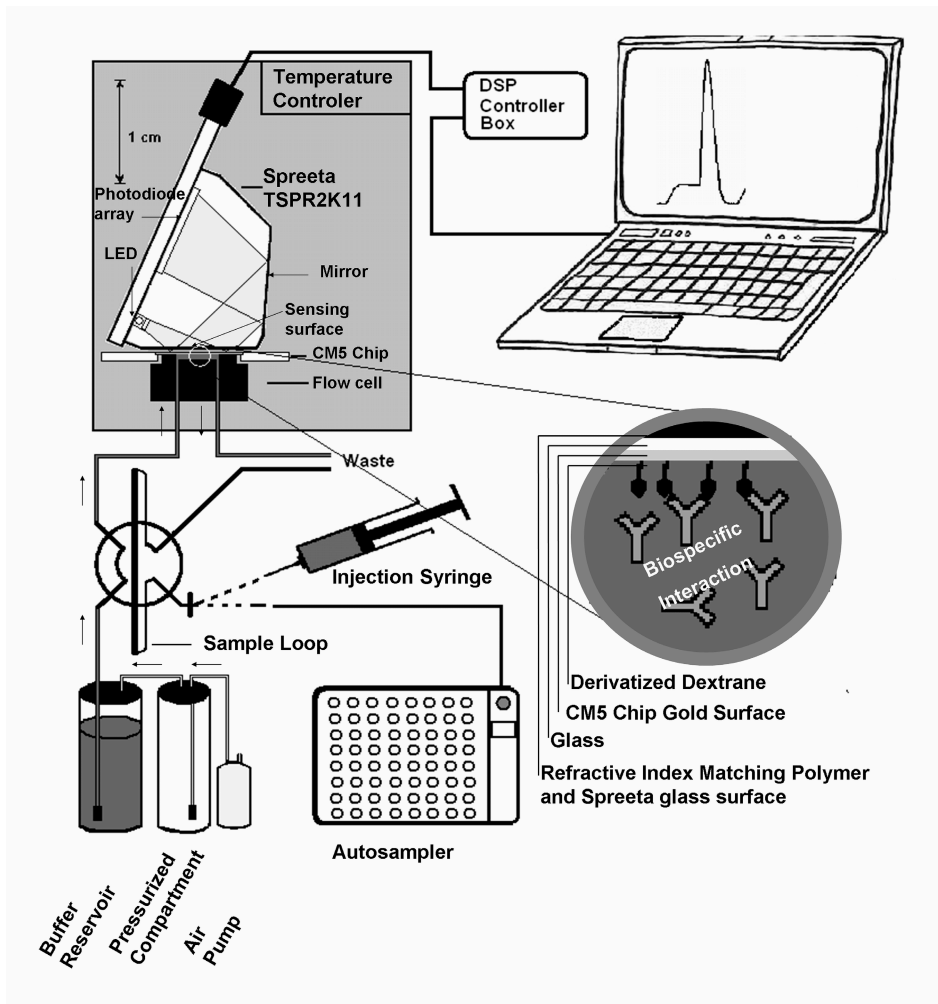 Temperature
Controler
DSP
Controller
Box
1 cm
Spreeta
TSPR2K11
Photodiode
array
LED
Mirror
Sensing
surface
CM5 Chip
Flow cell
Waste
Injection Syringe
Sample Loop
Biospecific
Interaction
Derivatized Dextrane
CM5 Chip Gold Surface
Glass
Refractive Index Matching Polymer
and Spreeta glass surface
Autosampler
Buffer
Reservoir
Pressurized
Compartment
Air
Pump